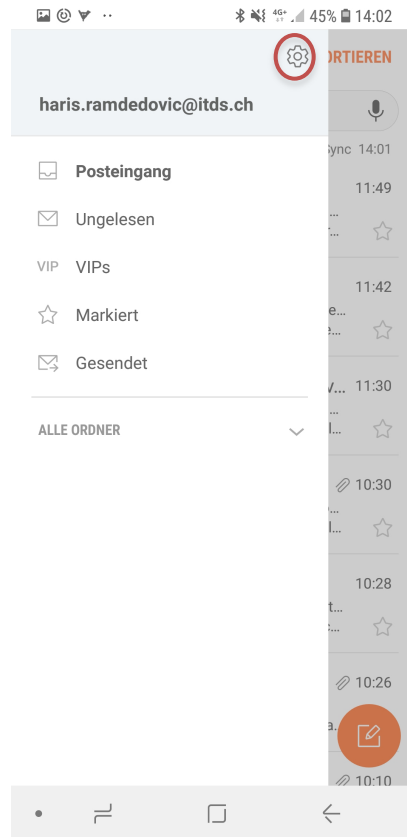 4G+ 45% 14:02
ORTIEREN
haris.ramdedovic@itds.ch
Sync 14:01
Posteingang
11:49
Ungelesen
VIP VIPs
11:42
Markiert
Gesendet
11:30
ALLE ORDNER
10:30
10:28
10:26
10:10